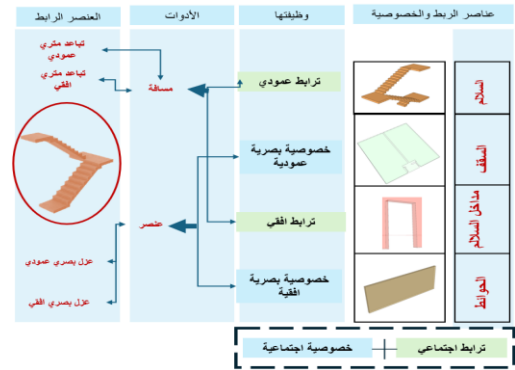 عناصر الربط والخصوصية
وظيفتها
الأدوات
العنصر الرابط
السلالم
السقف
مداخل السلالم
الحوائط
ترابط عمودي
خصوصية بصرية
عمودية
ترابط افقي
خصوصية بصرية
افقية
مسافة
عنصر
تباعد متري
عمودي
تباعد متري
افقي
عزل بصري عمودي
عزل بصري افقي
ترابط اجتماعي
خصوصية اجتماعية